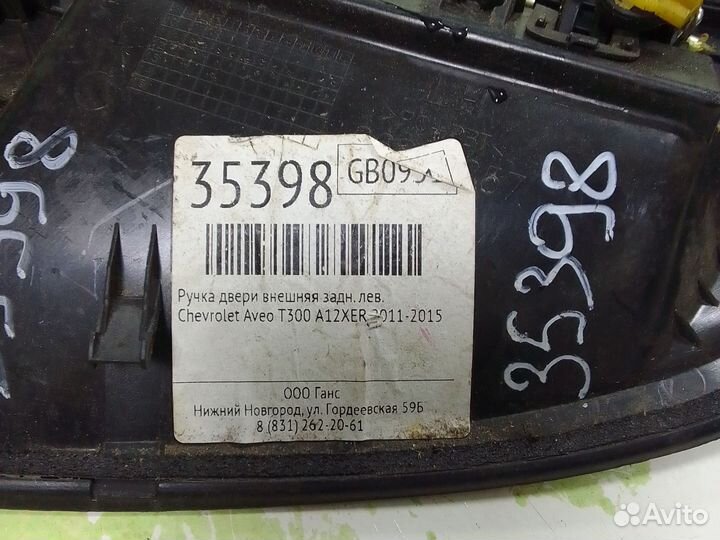 35398
Ручка двери внешняя задн. лев.
Chevrolet Aveo T300 A12XER 2011-2015
ООО Ганс
Нижний Новгород, ул. Гордеевская 59Б
8 (831) 262-20-61
35398
Avito